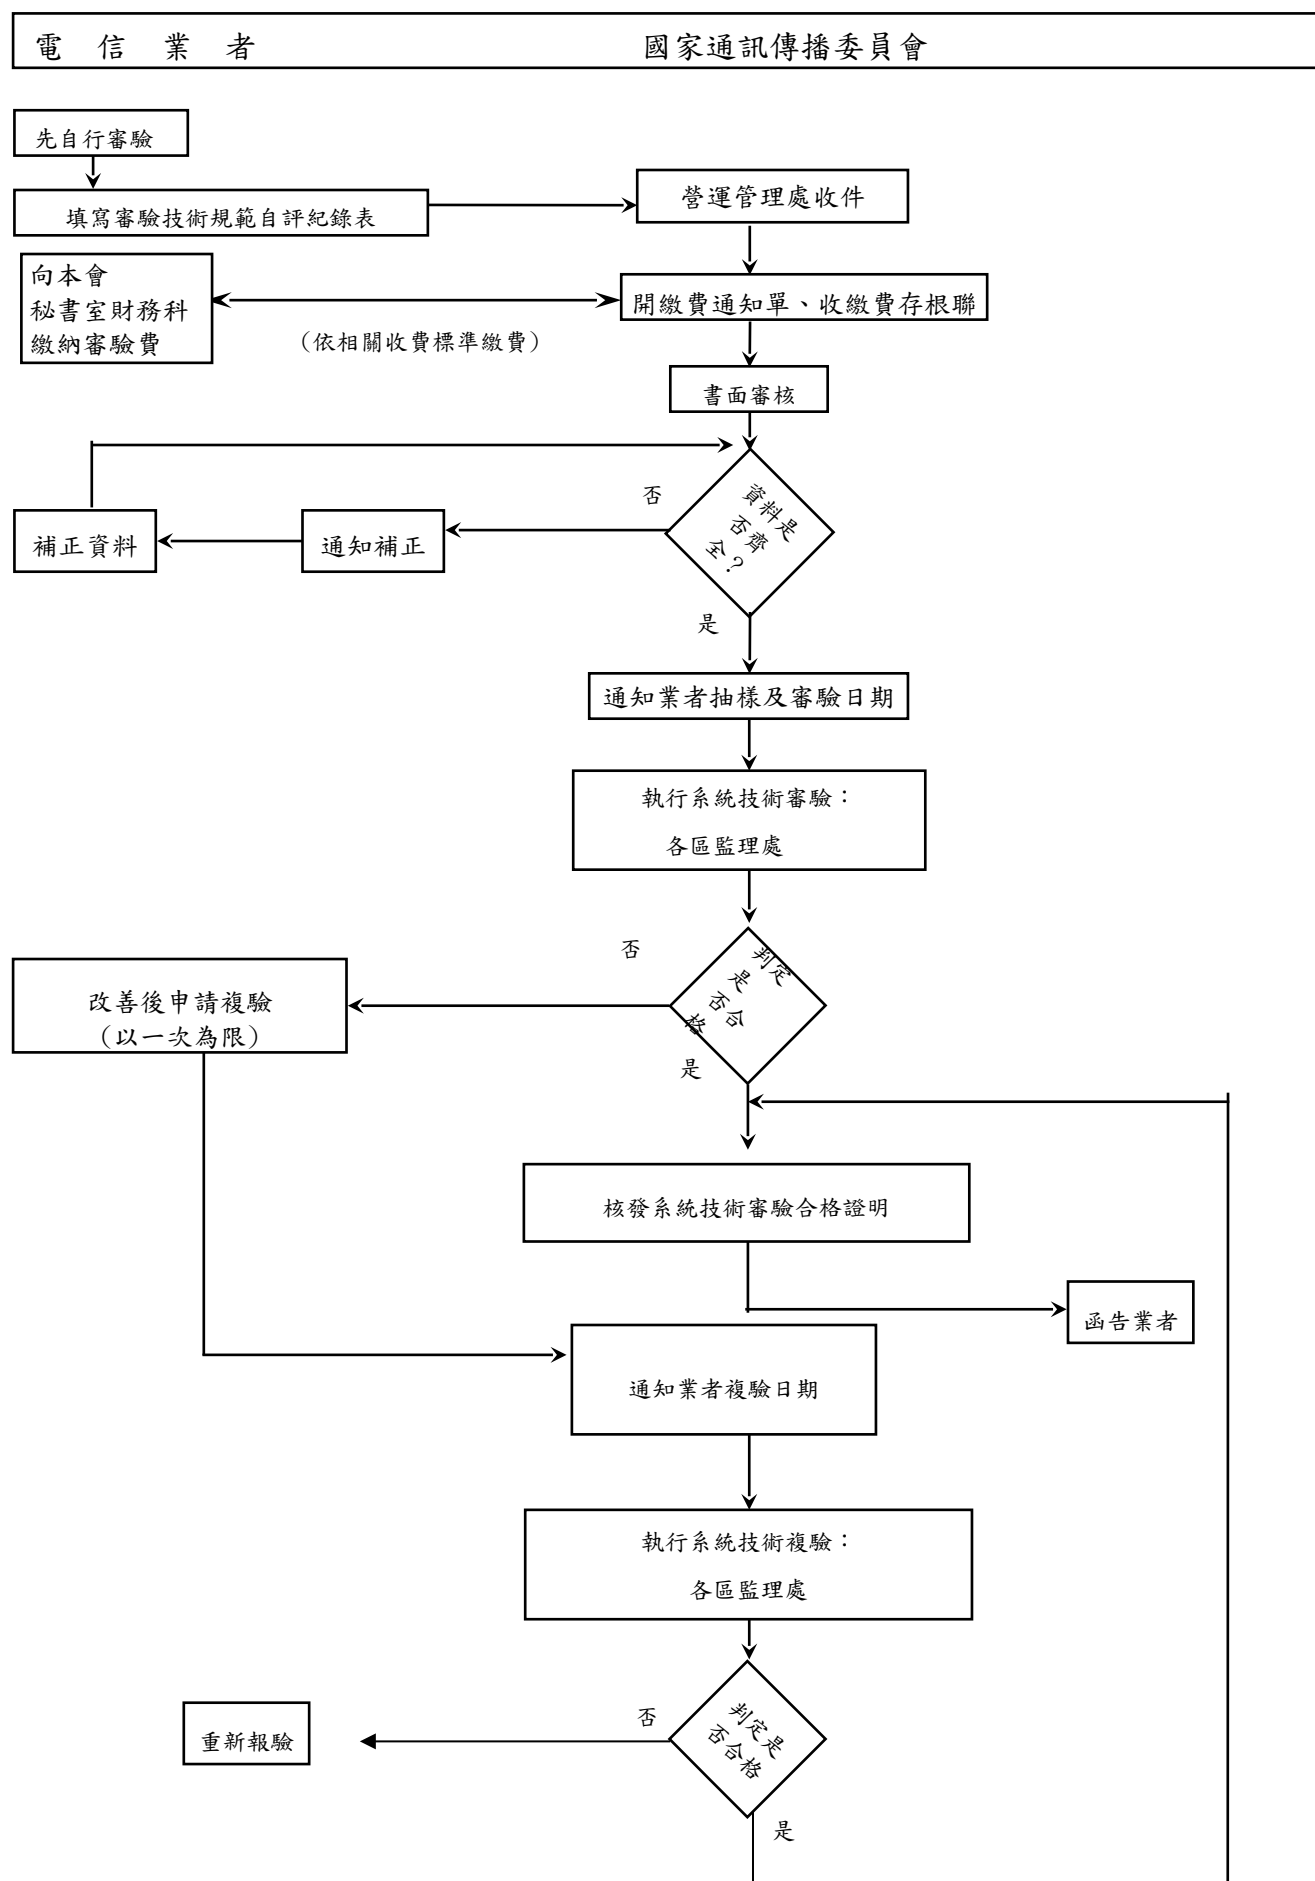 電信業者 國家通訊傳播委員會
先自行審驗
填寫審驗技術規範自評紀錄表
營運管理處收件
向本會
秘書室財務科
繳納審驗費
開繳費通知單、收繳費存根聯
（依相關收費標準繳費）
書面審核
否
資料是
否齊
全？
補正資料
通知補正
是
通知業者抽樣及審驗日期
執行系統技術審驗：
各區監理處
否
判定
是
否合
格
改善後申請複驗
（以一次為限）
是
核發系統技術審驗合格證明
函告業者
通知業者複驗日期
執行系統技術複驗：
各區監理處
否
判定是
否合格
重新報驗
是